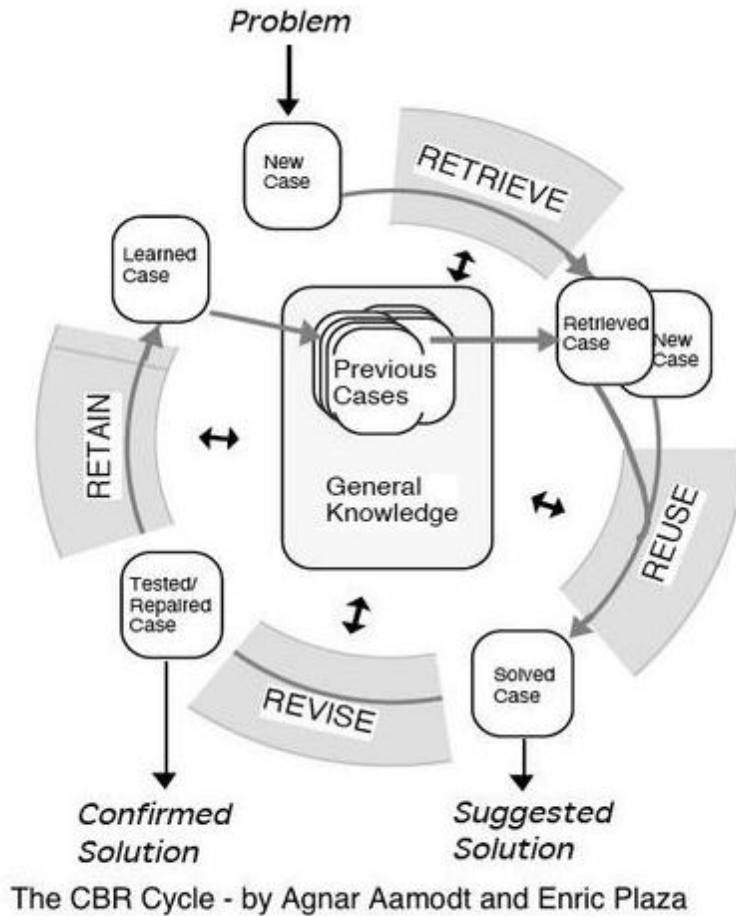 Problem
New
Case
RETRIEVE
Learned
Case
Retrieved
Case
New
Case
Previous
Cases
RETAIN
General
Knowledge
REUSE
Tested/
Repaired
Case
Solved
Case
REVISE
Confirmed
Solution
Suggested
Solution
The CBR Cycle - by Agnar Aamodt and Enric Plaza